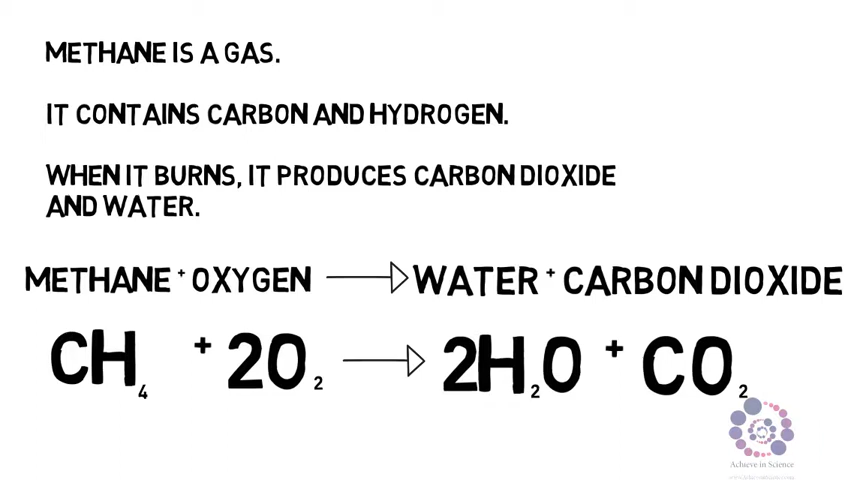 METHANE IS A GAS.
IT CONTAINS CARBON AND HYDROGEN.
WHEN IT BURNS, IT PRODUCES CARBON DIOXIDE
AND WATER.
METHANE + OXYGEN → WATER + CARBON DIOXIDE
CH₄ + 2O₂ → 2H₂O + CO₂
Achieve in Science